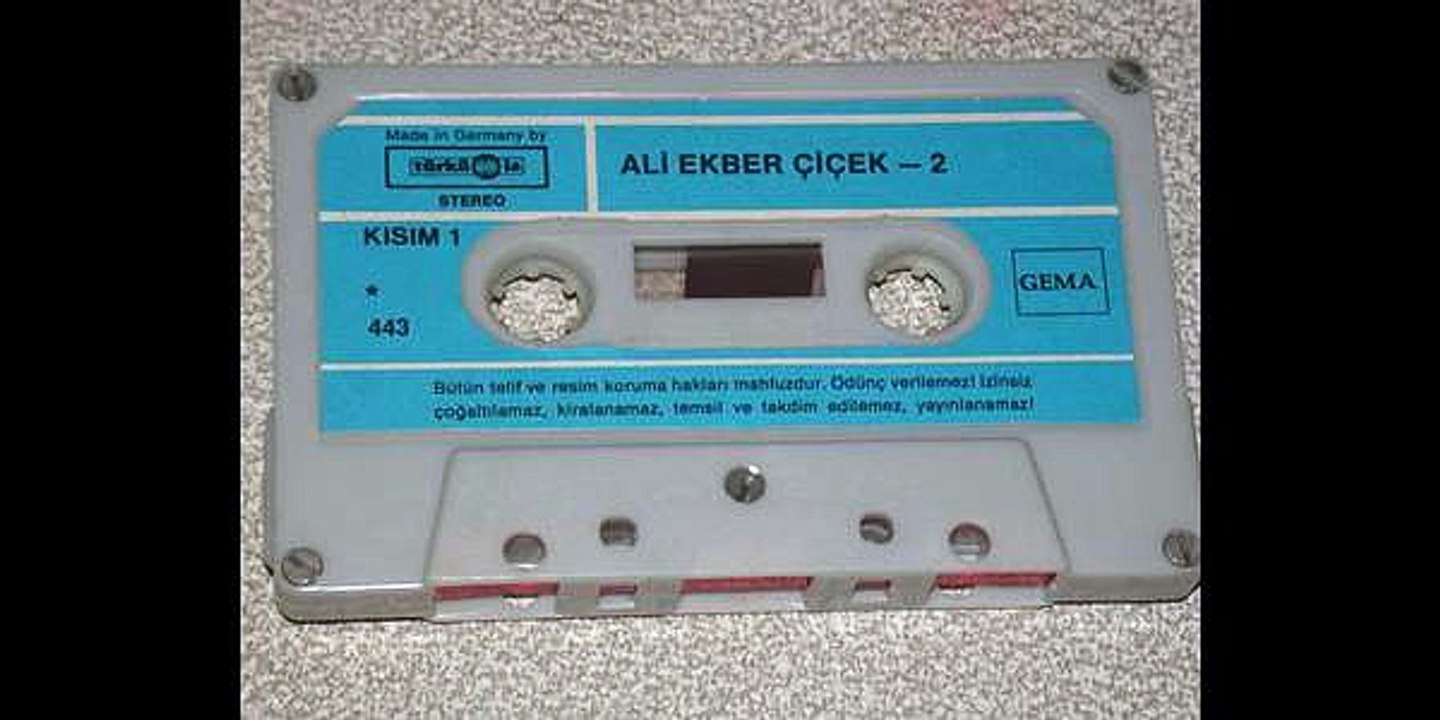 Made in Germany by
türküola
STEREO
ALİ EKBER ÇİÇEK — 2
KISIM 1
*
443
GEMA
Bütün telif ve resim koruma hakları mahfuzdur. Ödünç verilemez! İzinsiz
çoğaltılamaz, kiralanamaz, temsil ve takdim edilemez, yayınlanamaz!